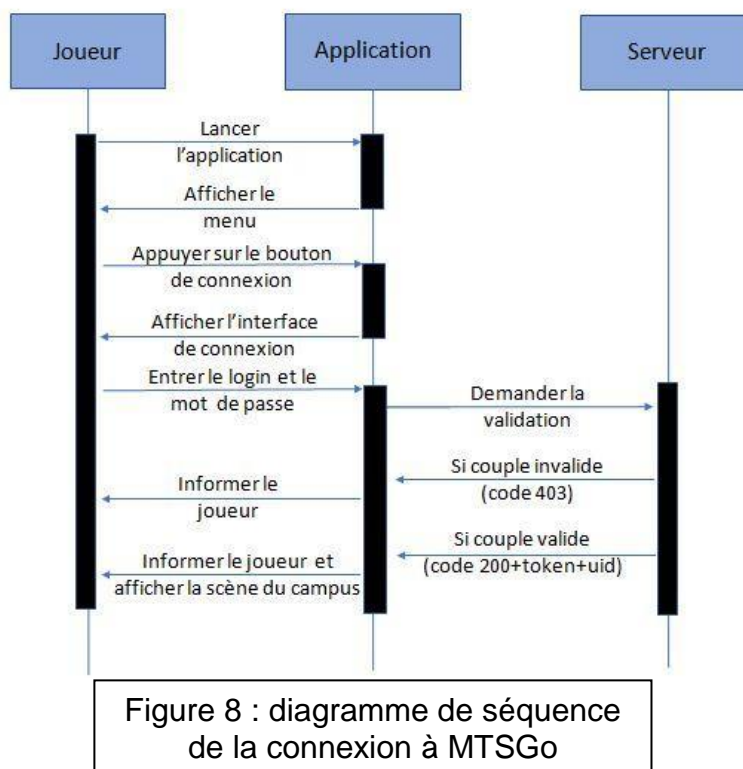 Joueur
Application
Serveur
Lancer
l'application
Afficher le
menu
Appuyer sur le bouton
de connexion
Afficher l'interface
de connexion
Entrer le login et le
mot de passe
Demander la
validation
Si couple invalide
(code 403)
Informer le
joueur
Si couple valide
(code 200+token+uid)
Informer le joueur et
afficher la scène du campus
Figure 8 : diagramme de séquence
de la connexion à MTSGo